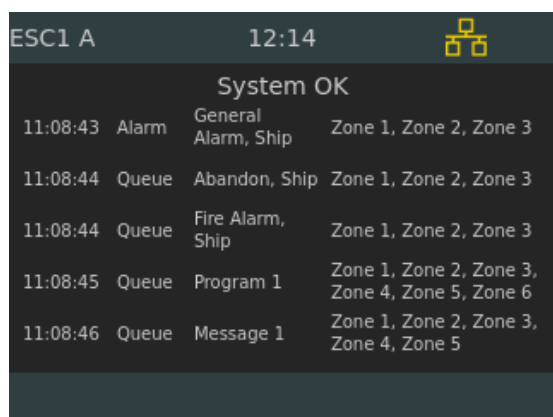 ESC1 A 12:14
System OK
11:08:43 Alarm General Alarm, Ship Zone 1, Zone 2, Zone 3
11:08:44 Queue Abandon, Ship Zone 1, Zone 2, Zone 3
11:08:44 Queue Fire Alarm, Ship Zone 1, Zone 2, Zone 3
11:08:45 Queue Program 1 Zone 1, Zone 2, Zone 3, Zone 4, Zone 5, Zone 6
11:08:46 Queue Message 1 Zone 1, Zone 2, Zone 3, Zone 4, Zone 5